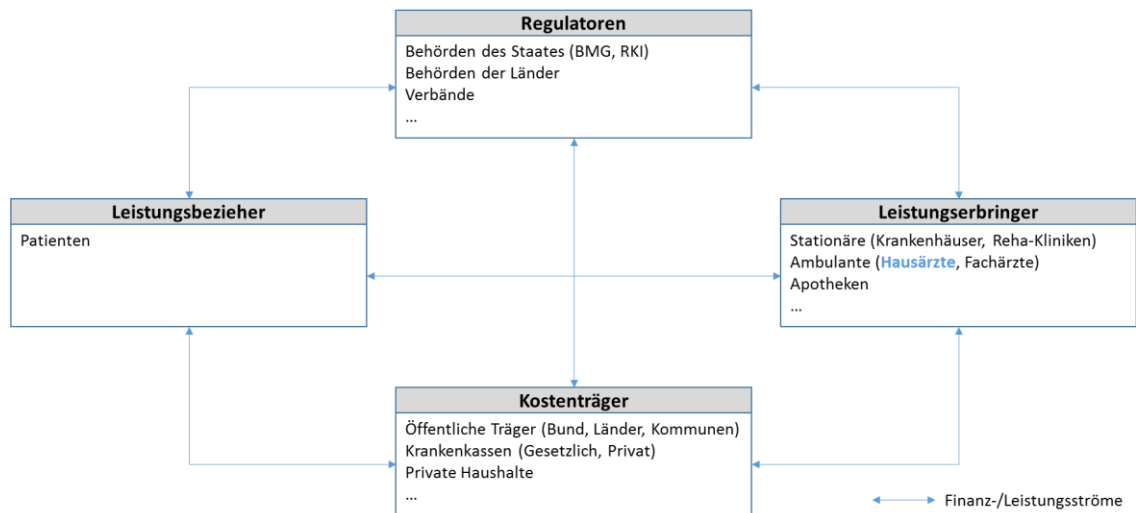 Regulatoren
Behörden des Staates (BMG, RKI)
Behörden der Länder
Verbände
...
Leistungsbezieher
Patienten
Leistungserbringer
Stationäre (Krankenhäuser, Reha-Kliniken)
Ambulante (Hausärzte, Fachärzte)
Apotheken
...
Kostenträger
Öffentliche Träger (Bund, Länder, Kommunen)
Krankenkassen (Gesetzlich, Privat)
Private Haushalte
...
Finanz-/Leistungsströme